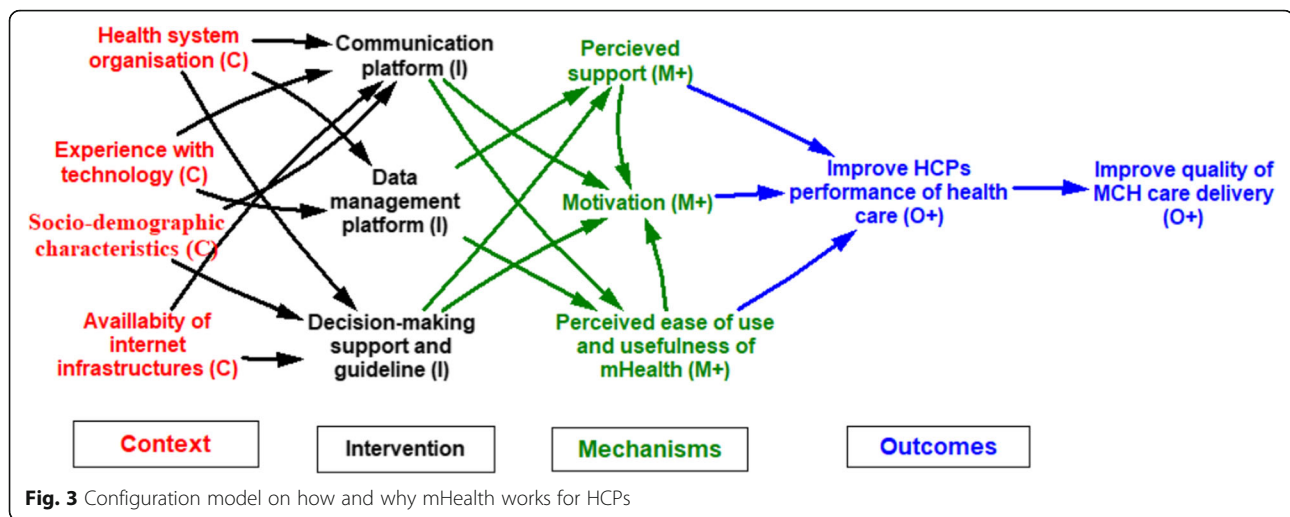 Health system
organisation (C)
Experience with
technology (C)
Socio-demographic
characteristics (C)
Availlabity of
internet
infrastructures (C)
Communication
platform (I)
Data
management
platform (I)
Decision-making
support and
guideline (I)
Percieved
support (M+)
Motivation (M+)
Perceived ease of use
and usefulness of
mHealth (M+)
Improve HCPs
performance of health
care (O+)
Improve quality of
MCH care delivery
(O+)
Context
Intervention
Mechanisms
Outcomes
Fig. 3 Configuration model on how and why mHealth works for HCPs